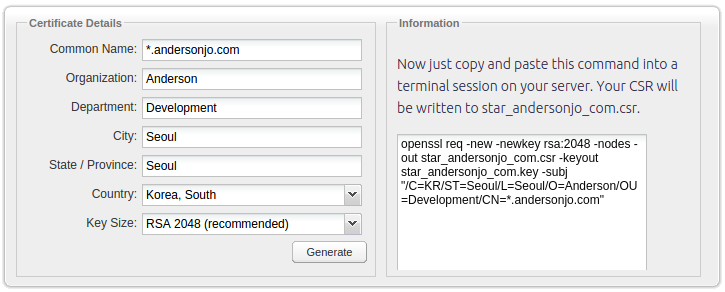 Certificate Details
Common Name: *.andersonjo.com
Organization: Anderson
Department: Development
City: Seoul
State / Province: Seoul
Country: Korea, South
Key Size: RSA 2048 (recommended)
Generate
Information
Now just copy and paste this command into a
terminal session on your server. Your CSR will
be written to star_andersonjo_com.csr.
openssl req -new -newkey rsa:2048 -nodes -
out star_andersonjo_com.csr -keyout
star_andersonjo_com.key -subj
"/C=KR/ST=Seoul/L=Seoul/O=Anderson/OU
=Development/CN=*.andersonjo.com"